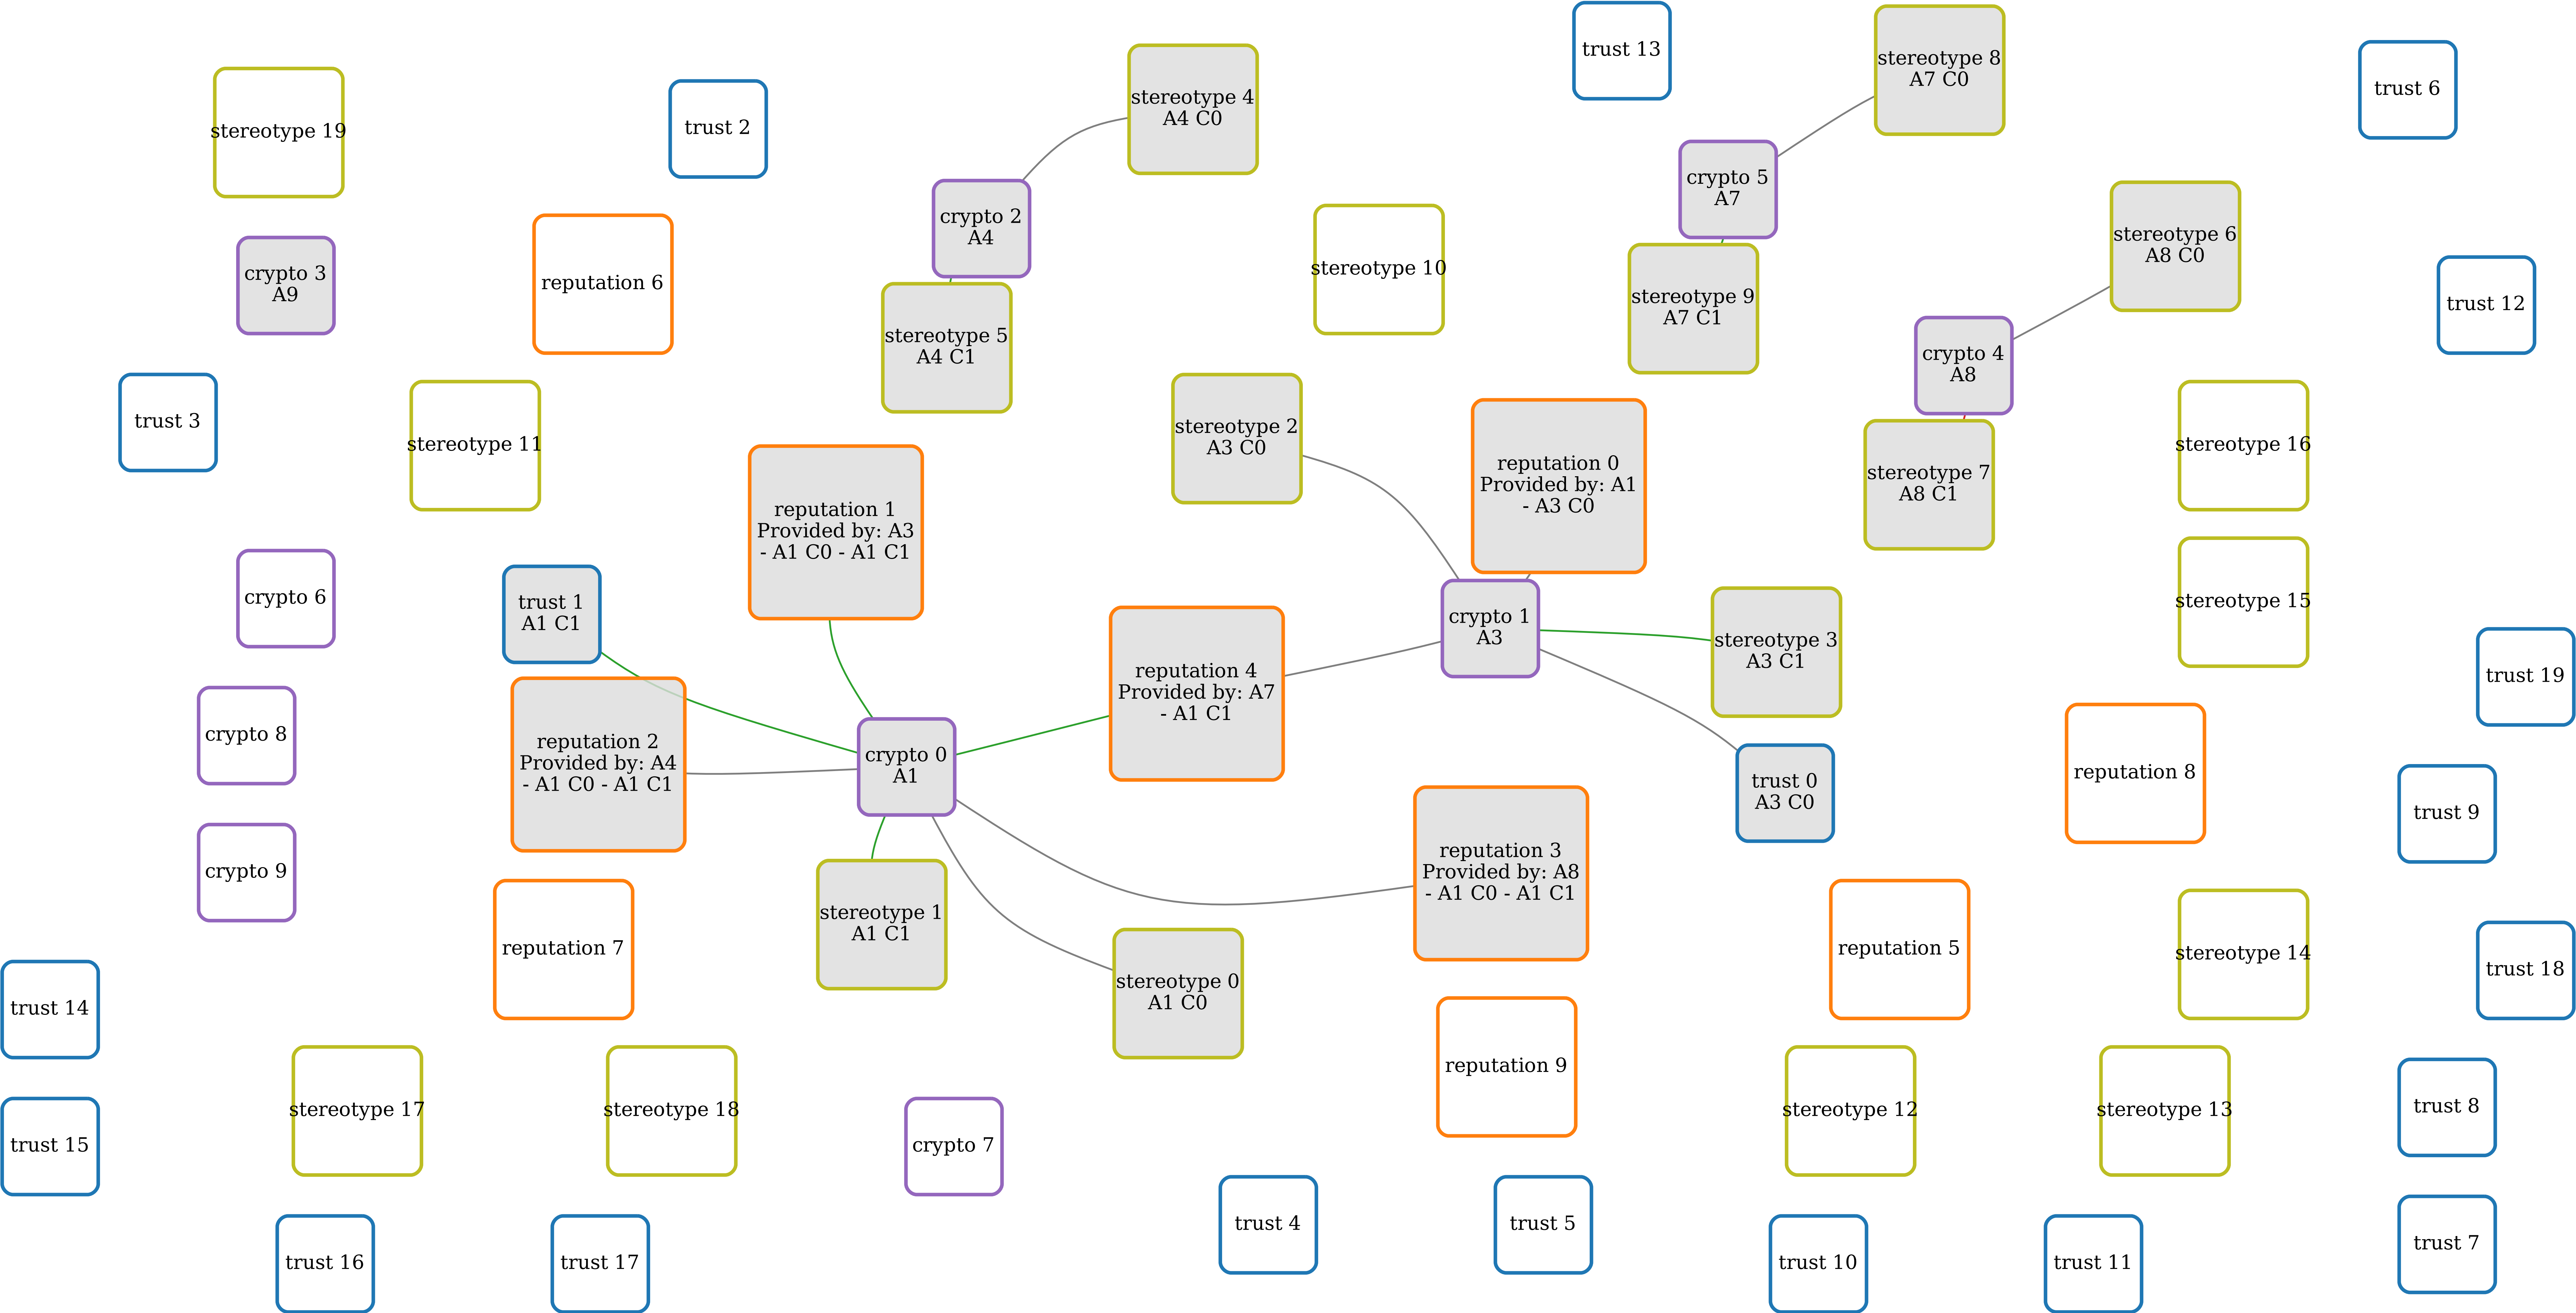 trust 13
stereotype 8
A7 C0
trust 6
stereotype 4
A4 C0
stereotype 19
trust 2
crypto 5
A7
crypto 2
A4
stereotype 6
A8 C0
stereotype 10
crypto 3
A9
reputation 6
stereotype 9
A7 C1
trust 12
stereotype 5
A4 C1
crypto 4
A8
trust 3
stereotype 11
stereotype 2
A3 C0
reputation 0
Provided by: A1
- A3 C0
stereotype 7
A8 C1
stereotype 16
reputation 1
Provided by: A3
- A1 C0 - A1 C1
crypto 6
trust 1
A1 C1
crypto 1
A3
stereotype 15
stereotype 3
A3 C1
reputation 4
Provided by: A7
- A1 C1
trust 19
crypto 8
reputation 2
Provided by: A4
- A1 C0 - A1 C1
crypto 0
A1
trust 0
A3 C0
reputation 8
trust 9
crypto 9
reputation 3
Provided by: A8
- A1 C0 - A1 C1
stereotype 1
A1 C1
reputation 7
reputation 5
stereotype 14
trust 18
stereotype 0
A1 C0
trust 14
reputation 9
stereotype 17
stereotype 18
stereotype 12
stereotype 13
trust 8
trust 15
crypto 7
trust 4
trust 5
trust 7
trust 16
trust 17
trust 10
trust 11